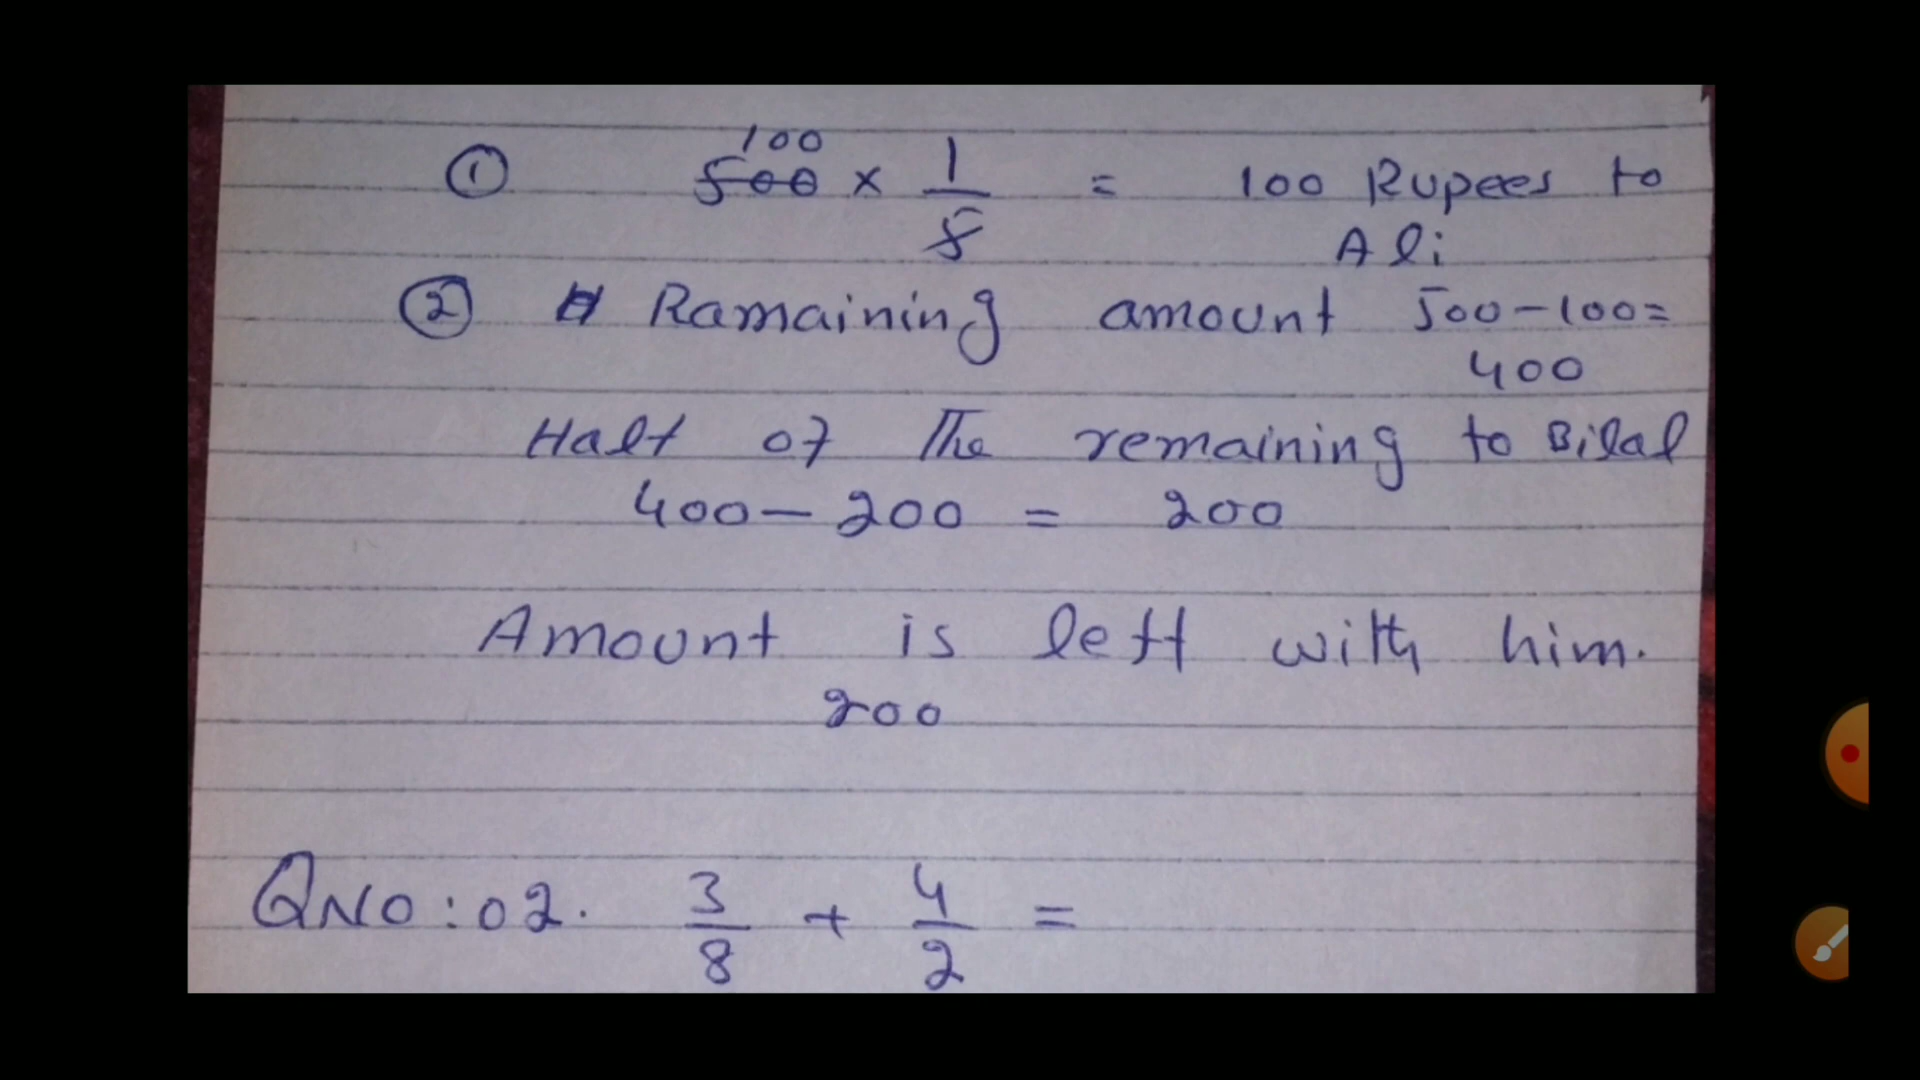 ① 100
500 × 1/5 = 100 Rupees to
Ali
② Ramaining amount 500-100=
400
Half of The remaining to Bilal
400 - 200 = 200
Amount is left with him.
200
QNO:02. 3/8 + 4/2 =